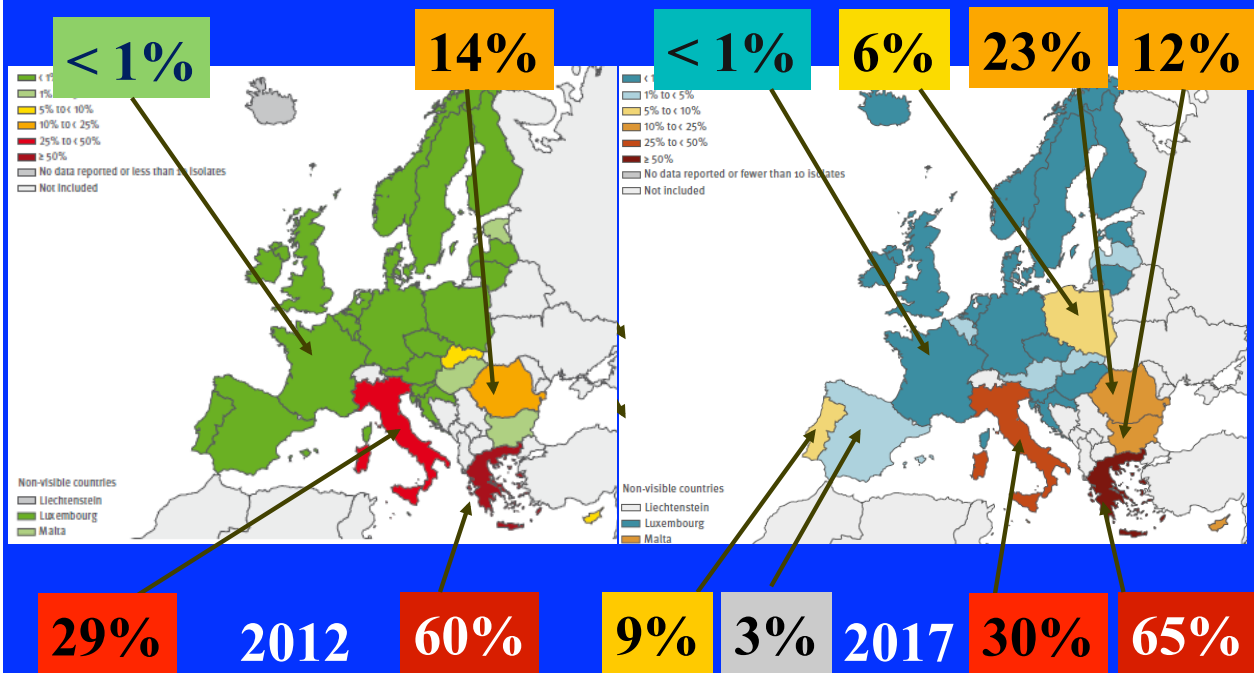 < 1%
14%
< 1%
6%
23%
12%
< 1%
1%
5% to < 10%
10% to < 25%
25% to < 50%
≥ 50%
No data reported or less than 10 isolates
Not included
Non-visible countries
Liechtenstein
Luxembourg
Malta
1% to < 5%
5% to < 10%
10% to < 25%
25% to < 50%
≥ 50%
No data reported or fewer than 10 isolates
Not included
Non-visible countries
Liechtenstein
Luxembourg
Malta
29%
2012
60%
9%
3%
2017
30%
65%